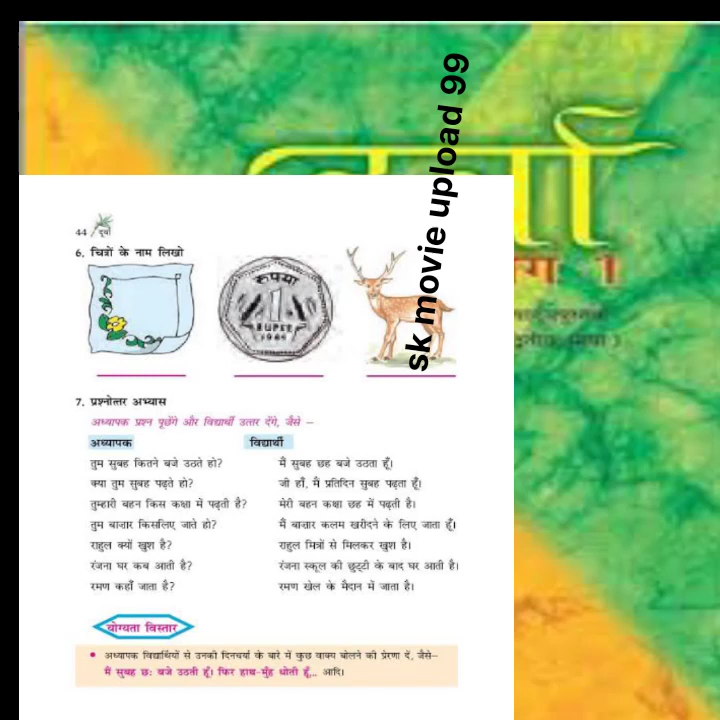 sk movie upload 99
दूर्वा
भाग 1
44 दूर्वा
6. चित्रों के नाम लिखो
रुपया
1
RUPEE
7. प्रश्नोत्तर अभ्यास
अध्यापक प्रश्न पूछेंगे और विद्यार्थी उत्तर देंगे, जैसे –
अध्यापक विद्यार्थी
तुम सुबह कितने बजे उठते हो? मैं सुबह छह बजे उठता हूँ।
क्या तुम सुबह पढ़ते हो? जी हाँ, मैं प्रतिदिन सुबह पढ़ता हूँ।
तुम्हारी बहन किस कक्षा में पढ़ती है? मेरी बहन कक्षा छह में पढ़ती है।
तुम बाज़ार किसलिए जाते हो? मैं बाज़ार कलम खरीदने के लिए जाता हूँ।
राहुल क्यों खुश है? राहुल मित्रों से मिलकर खुश है।
रंजना घर कब आती है? रंजना स्कूल की छुट्टी के बाद घर आती है।
रमण कहाँ जाता है? रमण खेल के मैदान में जाता है।
योग्यता विस्तार
• अध्यापक विद्यार्थियों से उनकी दिनचर्या के बारे में कुछ वाक्य बोलने की प्रेरणा दें, जैसे–
मैं सुबह छः बजे उठती हूँ। फिर हाथ-मुँह धोती हूँ... आदि।